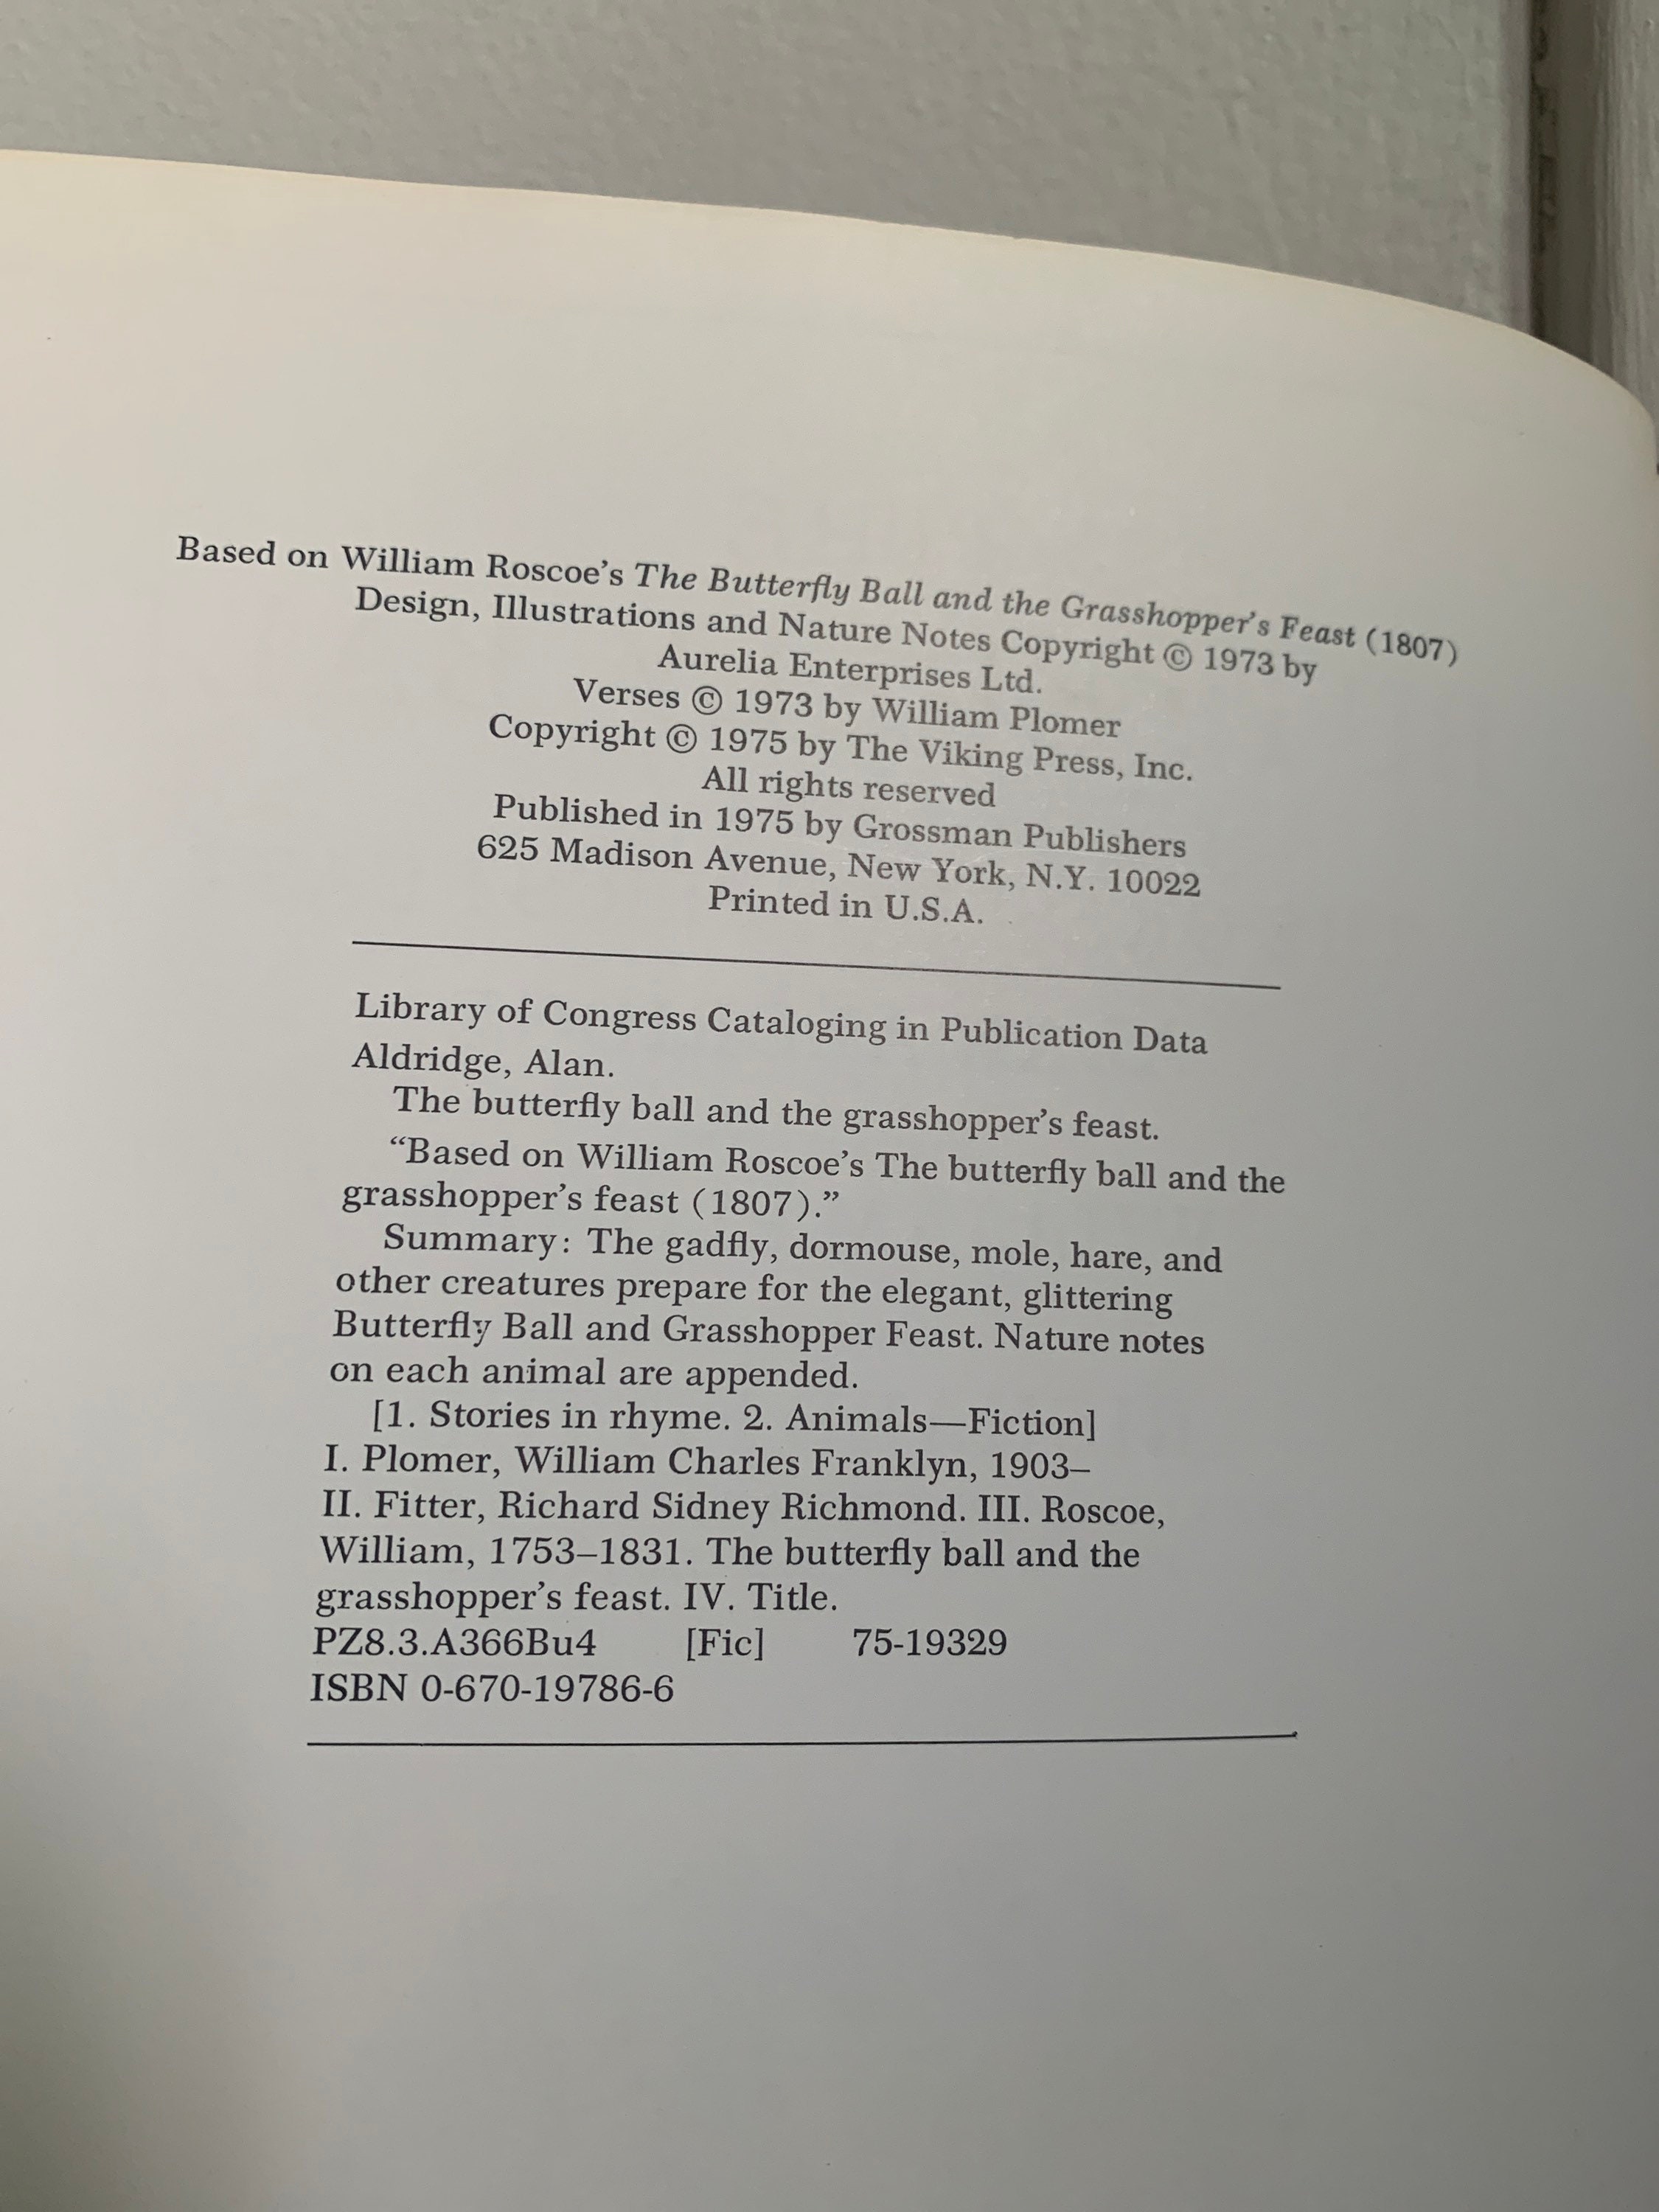 Based on William Roscoe's The Butterfly Ball and the Grasshopper's Feast (1807)
Design, Illustrations and Nature Notes Copyright © 1973 by
Aurelia Enterprises Ltd.
Verses © 1973 by William Plomer
Copyright © 1975 by The Viking Press, Inc.
All rights reserved
Published in 1975 by Grossman Publishers
625 Madison Avenue, New York, N.Y. 10022
Printed in U.S.A.
Library of Congress Cataloging in Publication Data
Aldridge, Alan.
The butterfly ball and the grasshopper's feast.
“Based on William Roscoe's The butterfly ball and the
grasshopper's feast (1807).”
Summary: The gadfly, dormouse, mole, hare, and
other creatures prepare for the elegant, glittering
Butterfly Ball and Grasshopper Feast. Nature notes
on each animal are appended.
[1. Stories in rhyme. 2. Animals—Fiction]
I. Plomer, William Charles Franklyn, 1903–
II. Fitter, Richard Sidney Richmond. III. Roscoe,
William, 1753–1831. The butterfly ball and the
grasshopper's feast. IV. Title.
PZ8.3.A366Bu4 [Fic] 75-19329
ISBN 0-670-19786-6